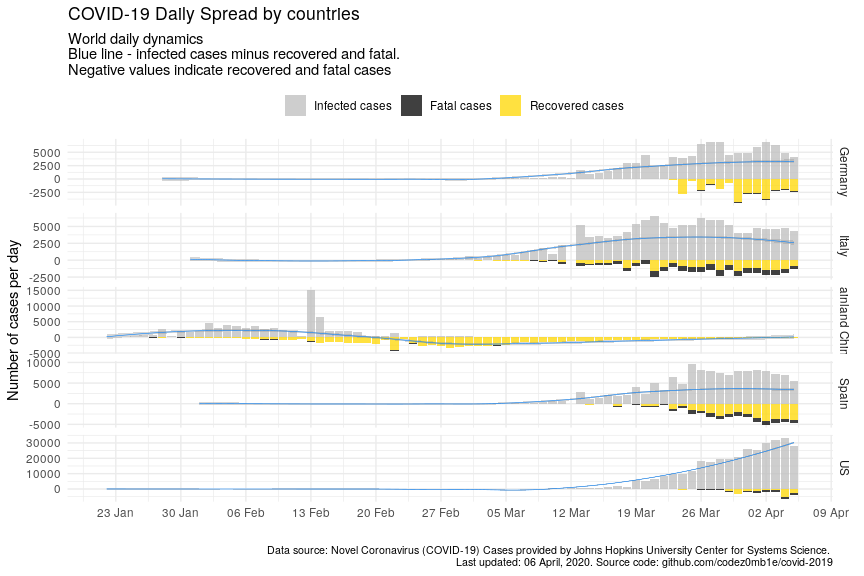 COVID-19 Daily Spread by countries
World daily dynamics
Blue line - infected cases minus recovered and fatal.
Negative values indicate recovered and fatal cases
Infected cases Fatal cases Recovered cases
Number of cases per day
5000
2500
0
-2500
Germany
5000
2500
0
-2500
Italy
15000
10000
5000
0
-5000
ainland Chin
10000
5000
0
-5000
Spain
30000
20000
10000
0
US
23 Jan 30 Jan 06 Feb 13 Feb 20 Feb 27 Feb 05 Mar 12 Mar 19 Mar 26 Mar 02 Apr 09 Apr
Data source: Novel Coronavirus (COVID-19) Cases provided by Johns Hopkins University Center for Systems Science.
Last updated: 06 April, 2020. Source code: github.com/codez0mb1e/covid-2019